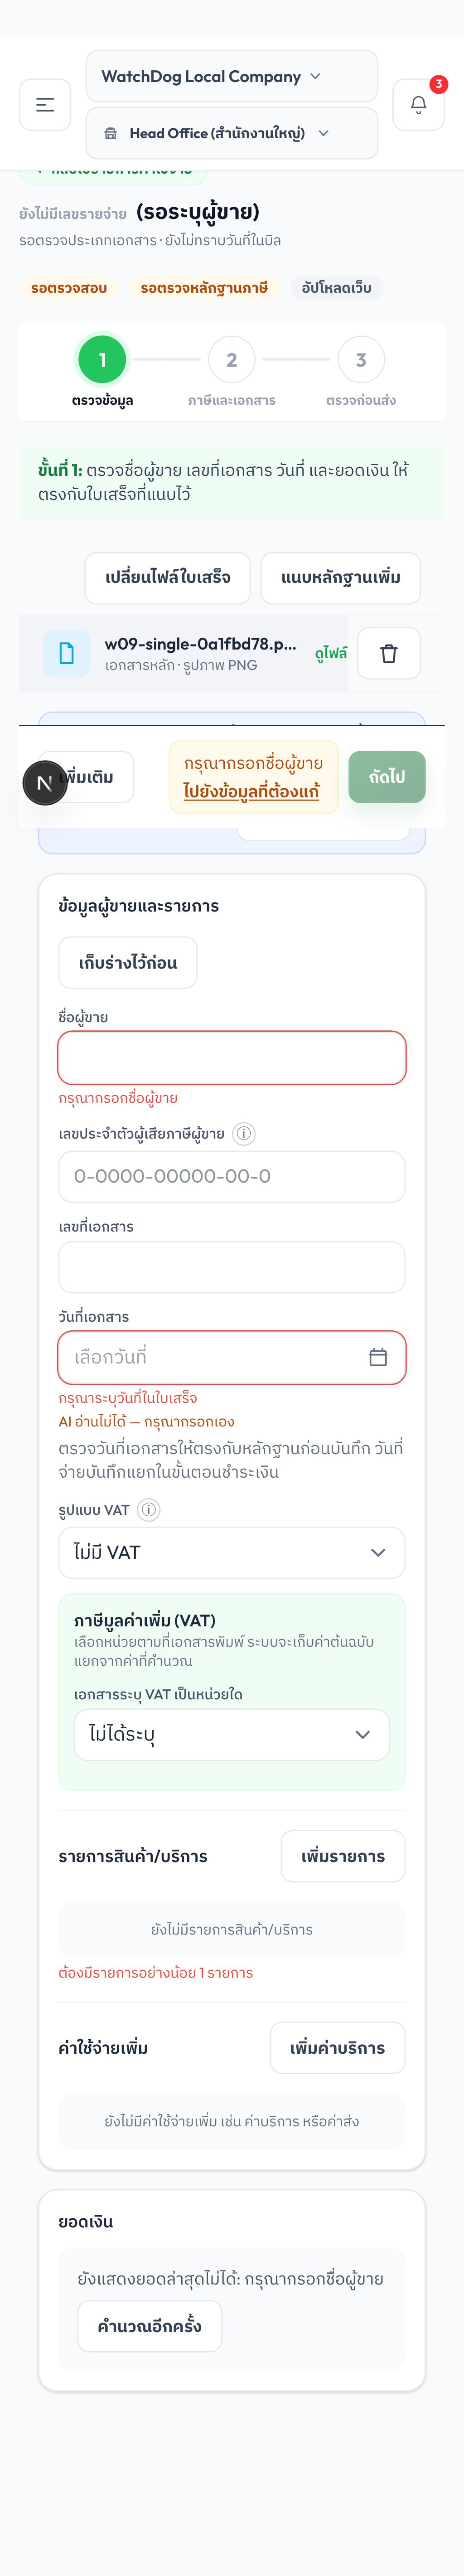 WatchDog Local Company
3
Head Office (สำนักงานใหญ่)
ยังไม่มีเลขรายจ่าย (รอระบุผู้ขาย)
รอตรวจประเภทเอกสาร · ยังไม่ทราบวันที่ในบิล
รอตรวจสอบ รอตรวจหลักฐานภาษี อัปโหลดเว็บ
1 2 3
ตรวจข้อมูล ภาษีและเอกสาร ตรวจก่อนส่ง
ขั้นที่ 1: ตรวจชื่อผู้ขาย เลขที่เอกสาร วันที่ และยอดเงิน ให้
ตรงกับใบเสร็จที่แนบไว้
เปลี่ยนไฟล์ใบเสร็จ แนบหลักฐานเพิ่ม
w09-single-0a1fbd78.p...
เอกสารหลัก · รูปภาพ PNG
ดูไฟล์
N
เพิ่มเติม
กรุณากรอกชื่อผู้ขาย
ไปยังข้อมูลที่ต้องแก้
ถัดไป
ข้อมูลผู้ขายและรายการ
เก็บร่างไว้ก่อน
ชื่อผู้ขาย
กรุณากรอกชื่อผู้ขาย
เลขประจำตัวผู้เสียภาษีผู้ขาย ⓘ
0-0000-00000-00-0
เลขที่เอกสาร
วันที่เอกสาร
เลือกวันที่
กรุณาระบุวันที่ในใบเสร็จ
AI อ่านไม่ได้ — กรุณากรอกเอง
ตรวจวันที่เอกสารให้ตรงกับหลักฐานก่อนบันทึก วันที่
จ่ายบันทึกแยกในขั้นตอนชำระเงิน
รูปแบบ VAT ⓘ
ไม่มี VAT
ภาษีมูลค่าเพิ่ม (VAT)
เลือกหน่วยตามที่เอกสารพิมพ์ ระบบจะเก็บค่าต้นฉบับ
แยกจากค่าที่คำนวณ
เอกสารระบุ VAT เป็นหน่วยใด
ไม่ได้ระบุ
รายการสินค้า/บริการ เพิ่มรายการ
ยังไม่มีรายการสินค้า/บริการ
ต้องมีรายการอย่างน้อย 1 รายการ
ค่าใช้จ่ายเพิ่ม เพิ่มค่าบริการ
ยังไม่มีค่าใช้จ่ายเพิ่ม เช่น ค่าบริการ หรือค่าส่ง
ยอดเงิน
ยังแสดงยอดล่าสุดไม่ได้: กรุณากรอกชื่อผู้ขาย
คำนวณอีกครั้ง